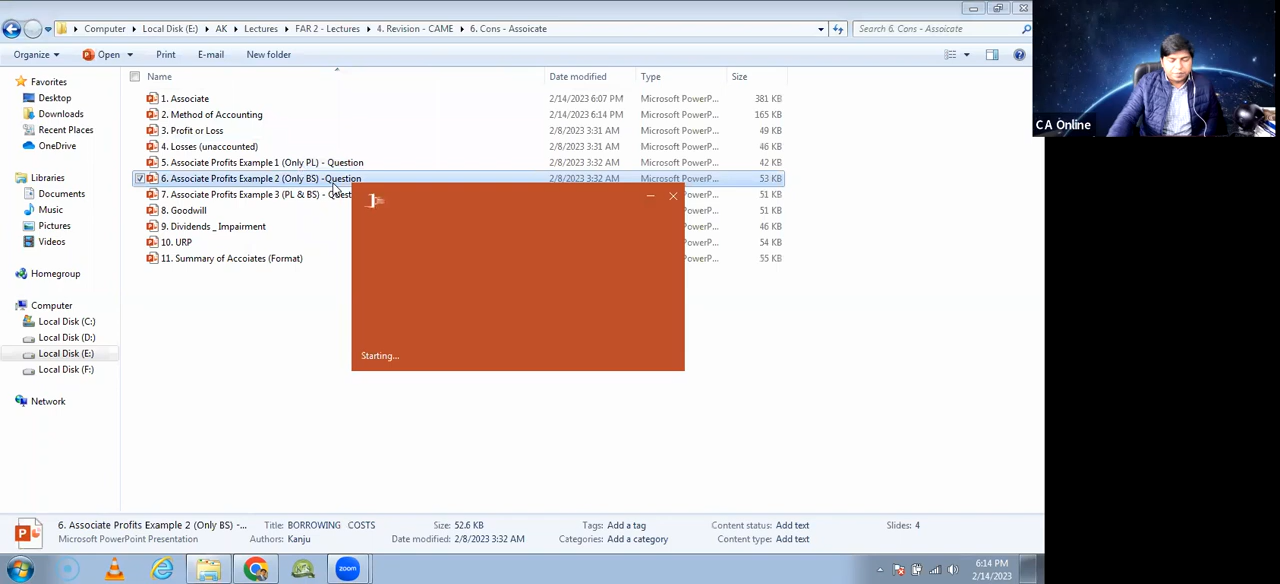 Computer ▸ Local Disk (E:) ▸ AK ▸ Lectures ▸ FAR 2 - Lectures ▸ 4. Revision - CAME ▸ 6. Cons - Assoicate
Search 6. Cons - Assoicate
Organize Open Print E-mail New folder
CA Online
Favorites
Desktop
Downloads
Recent Places
OneDrive
Libraries
Documents
Music
Pictures
Videos
Homegroup
Computer
Local Disk (C:)
Local Disk (D:)
Local Disk (E:)
Local Disk (F:)
Network
Name Date modified Type Size
1. Associate 2/14/2023 6:07 PM Microsoft PowerP... 381 KB
2. Method of Accounting 2/14/2023 6:14 PM Microsoft PowerP... 165 KB
3. Profit or Loss 2/8/2023 3:31 AM Microsoft PowerP... 49 KB
4. Losses (unaccounted) 2/8/2023 3:31 AM Microsoft PowerP... 46 KB
5. Associate Profits Example 1 (Only PL) - Question 2/8/2023 3:32 AM Microsoft PowerP... 42 KB
6. Associate Profits Example 2 (Only BS) -Question 2/8/2023 3:32 AM Microsoft PowerP... 53 KB
7. Associate Profits Example 3 (PL & BS) - 51 KB
8. Goodwill 51 KB
9. Dividends _ Impairment 46 KB
10. URP 54 KB
11. Summary of Accoiates (Format) 55 KB
Starting...
6. Associate Profits Example 2 (Only BS) -... Title: BORROWING COSTS Size: 52.6 KB Tags: Add a tag Content status: Add text Slides: 4
Microsoft PowerPoint Presentation Authors: Kanju Date modified: 2/8/2023 3:32 AM Categories: Add a category Content type: Add text
zoom
6:14 PM
2/14/2023